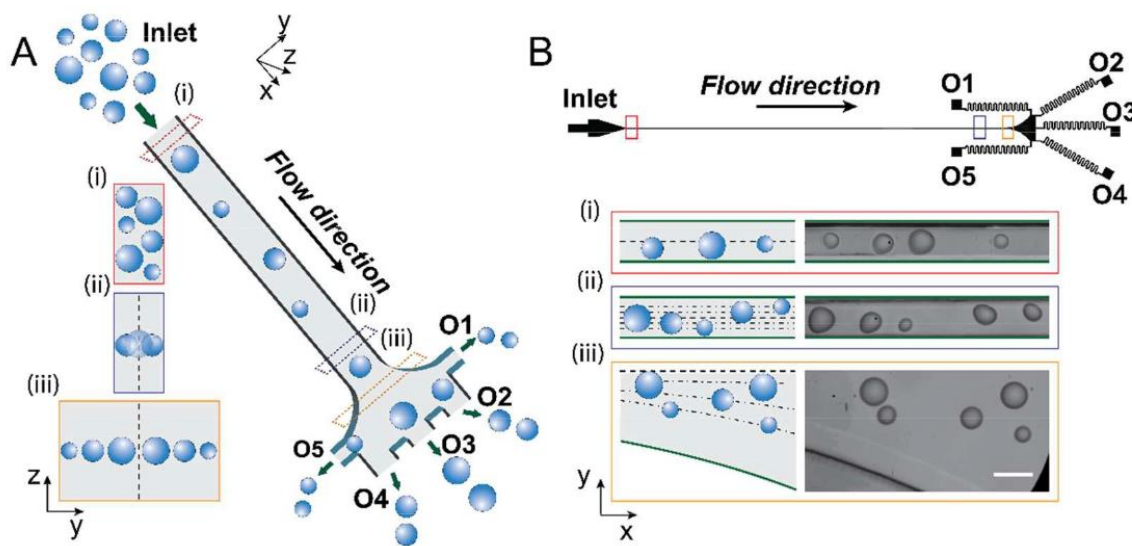 A
Inlet
y
z
x
(i)
(i)
Flow direction
(ii)
(ii)
(iii)
O1
(iii)
O2
O5
O3
O4
z
y
B
O2
O1
Flow direction
Inlet
O3
O5
O4
(i)
(ii)
(iii)
y
x